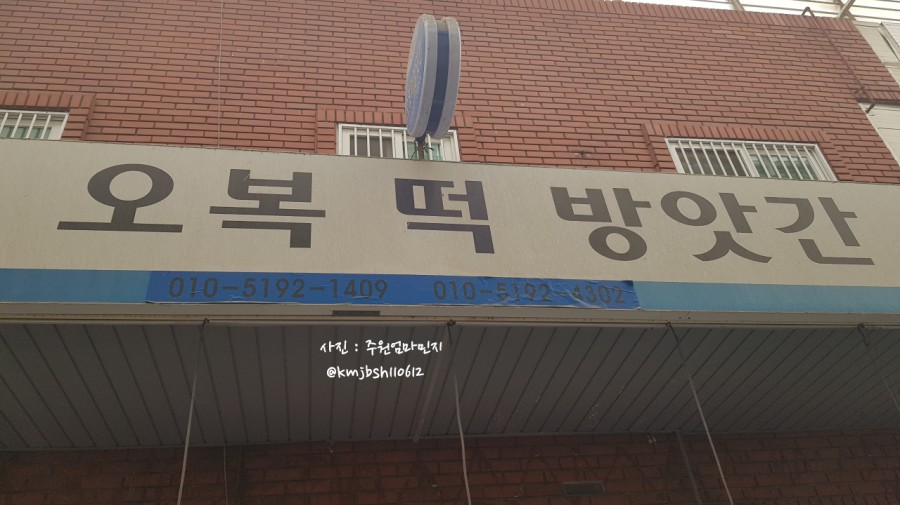 오복 떡 방앗간
010-5192-1409 010-5192-4302
사진 : 주원엄마민지
@kmjbsh110612